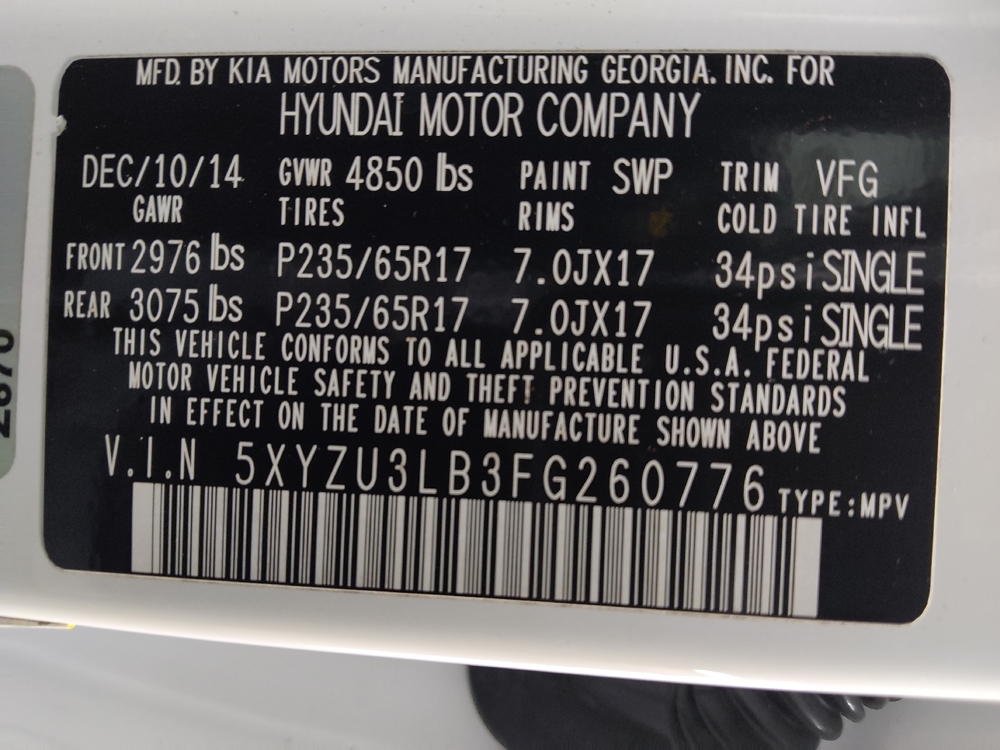 MFD. BY KIA MOTORS MANUFACTURING GEORGIA. INC. FOR
HYUNDAI MOTOR COMPANY
DEC/10/14 GVWR 4850 lbs PAINT SWP TRIM VFG
GAWR TIRES RIMS COLD TIRE INFL
FRONT 2976 lbs P235/65R17 7.0JX17 34psi SINGLE
REAR 3075 lbs P235/65R17 7.0JX17 34psi SINGLE
THIS VEHICLE CONFORMS TO ALL APPLICABLE U.S.A. FEDERAL
MOTOR VEHICLE SAFETY AND THEFT PREVENTION STANDARDS
IN EFFECT ON THE DATE OF MANUFACTURE SHOWN ABOVE
V.I.N 5XYZU3LB3FG260776 TYPE:MPV